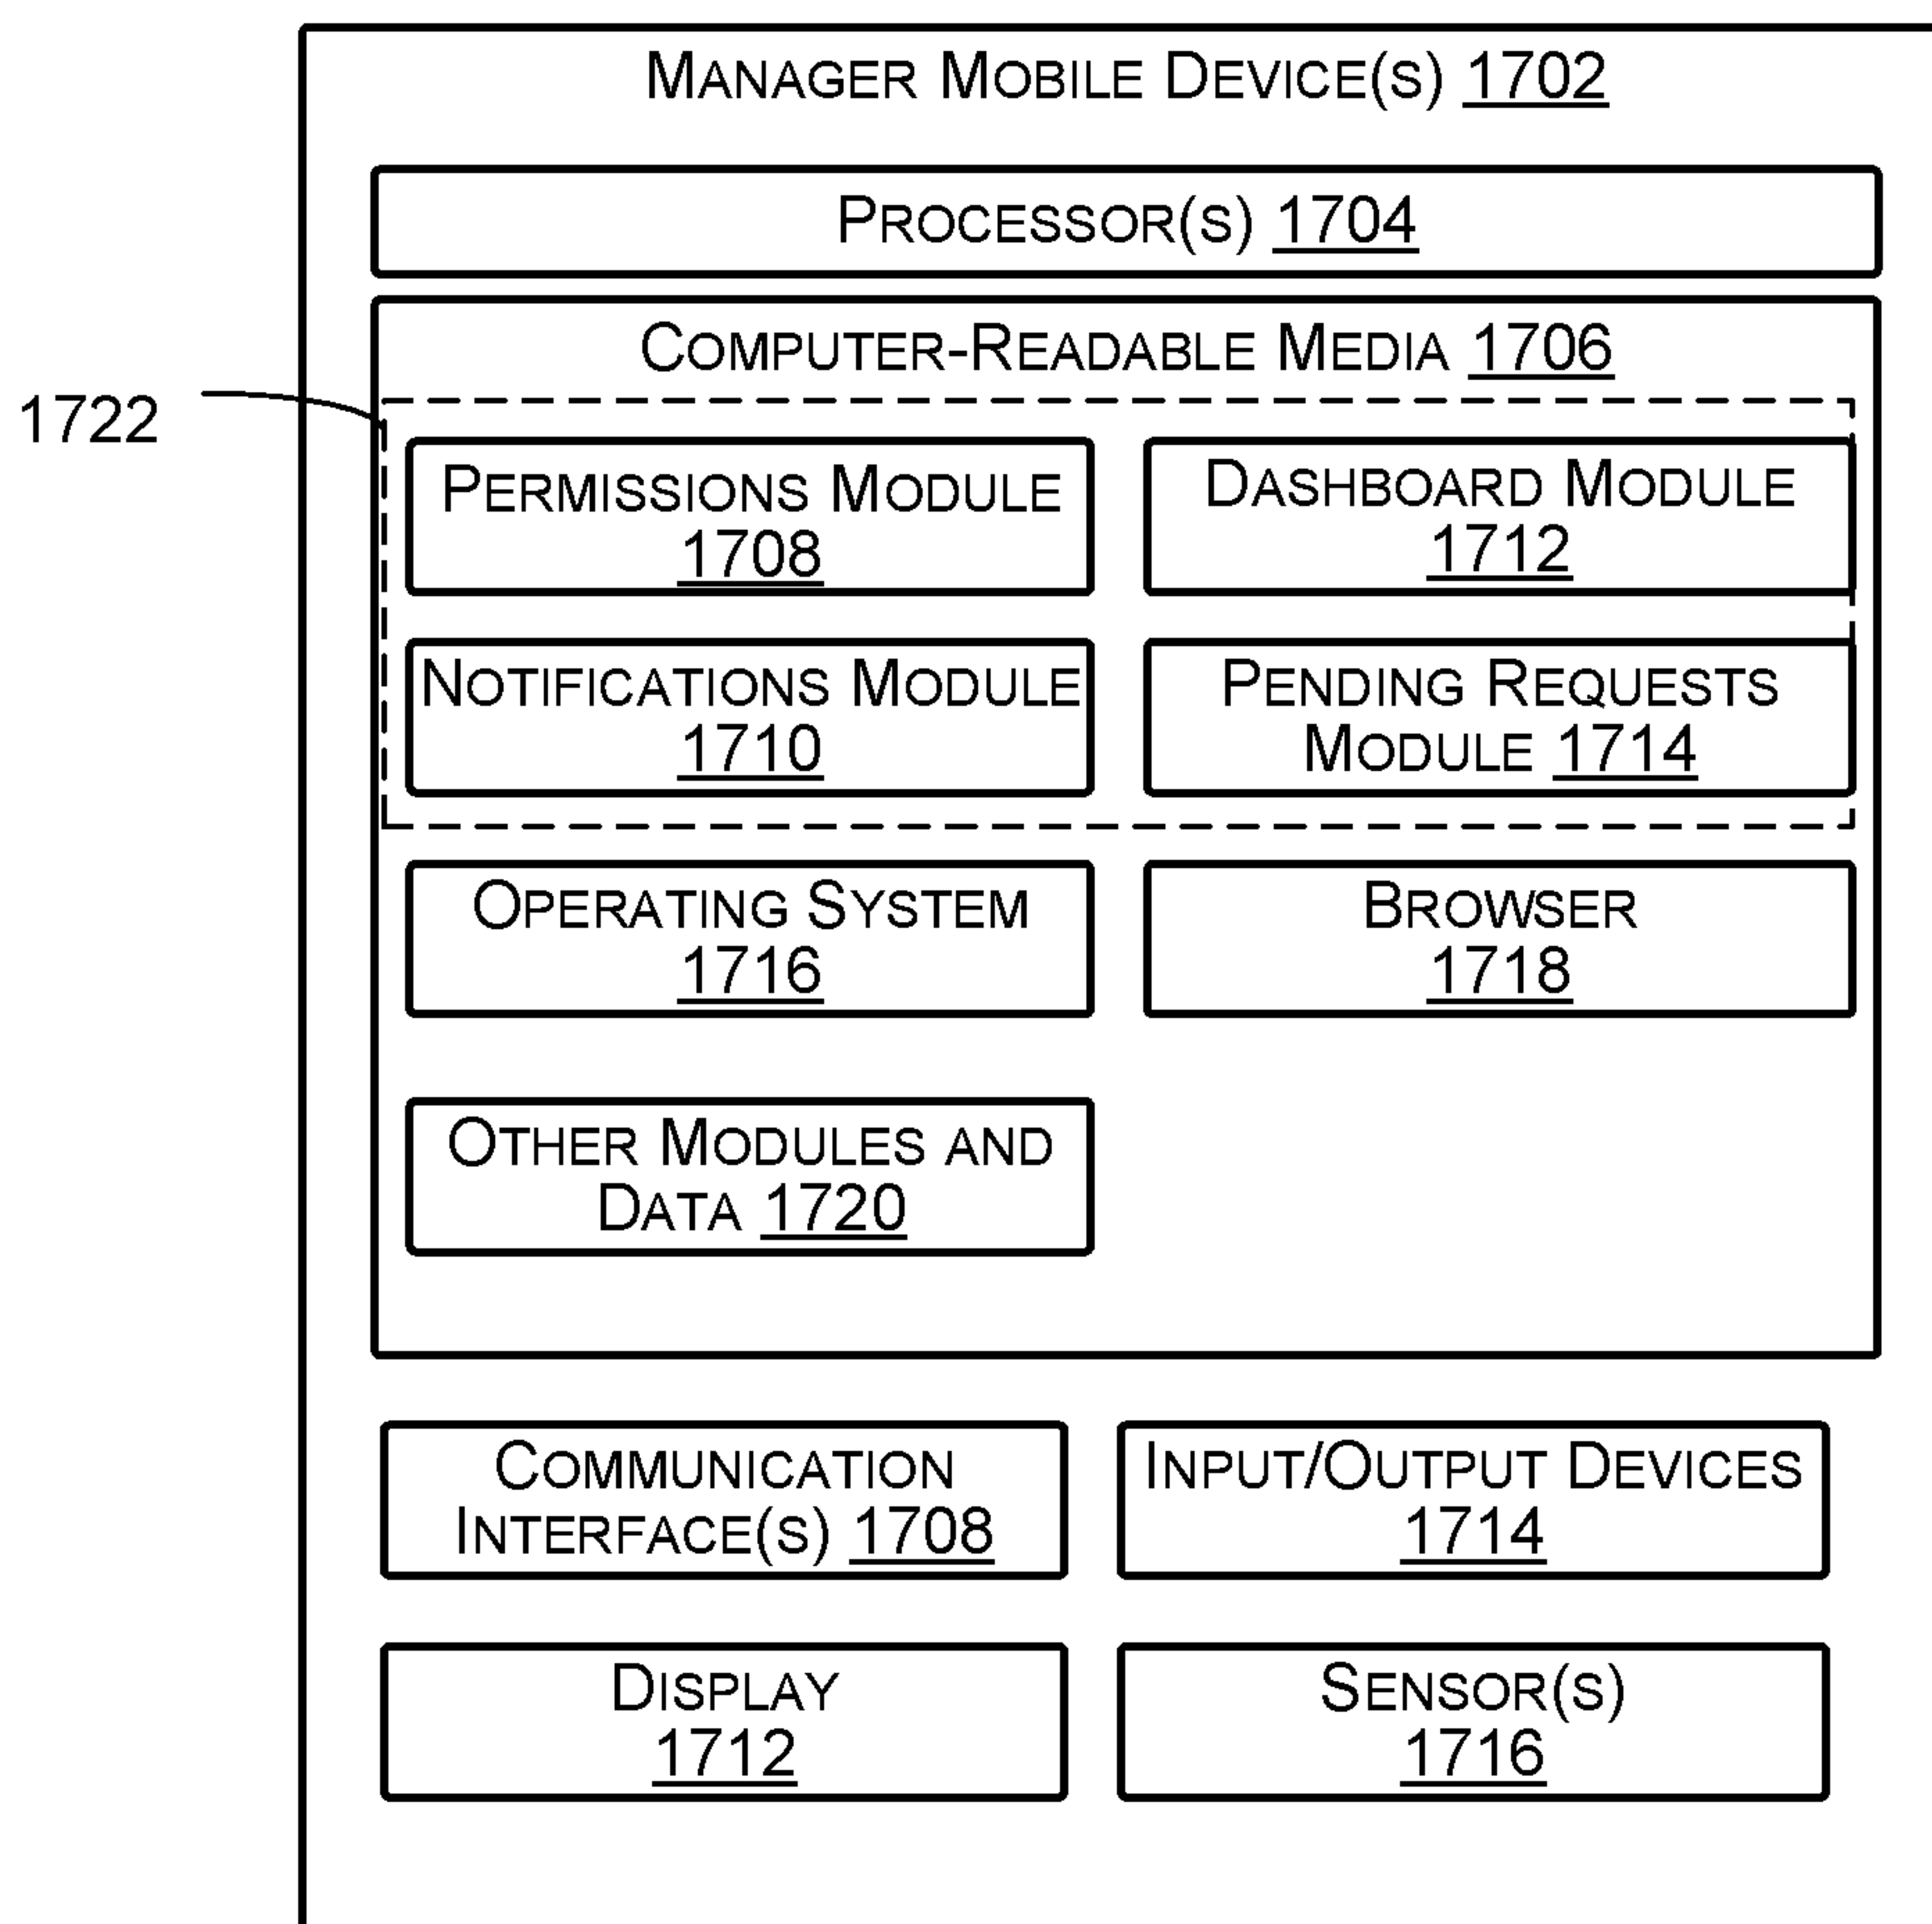 MANAGER MOBILE DEVICE(S) 1702
PROCESSOR(S) 1704
COMPUTER-READABLE MEDIA 1706
1722
PERMISSIONS MODULE
1708
DASHBOARD MODULE
1712
NOTIFICATIONS MODULE
1710
PENDING REQUESTS
MODULE 1714
OPERATING SYSTEM
1716
BROWSER
1718
OTHER MODULES AND
DATA 1720
COMMUNICATION
INTERFACE(S) 1708
INPUT/OUTPUT DEVICES
1714
DISPLAY
1712
SENSOR(S)
1716